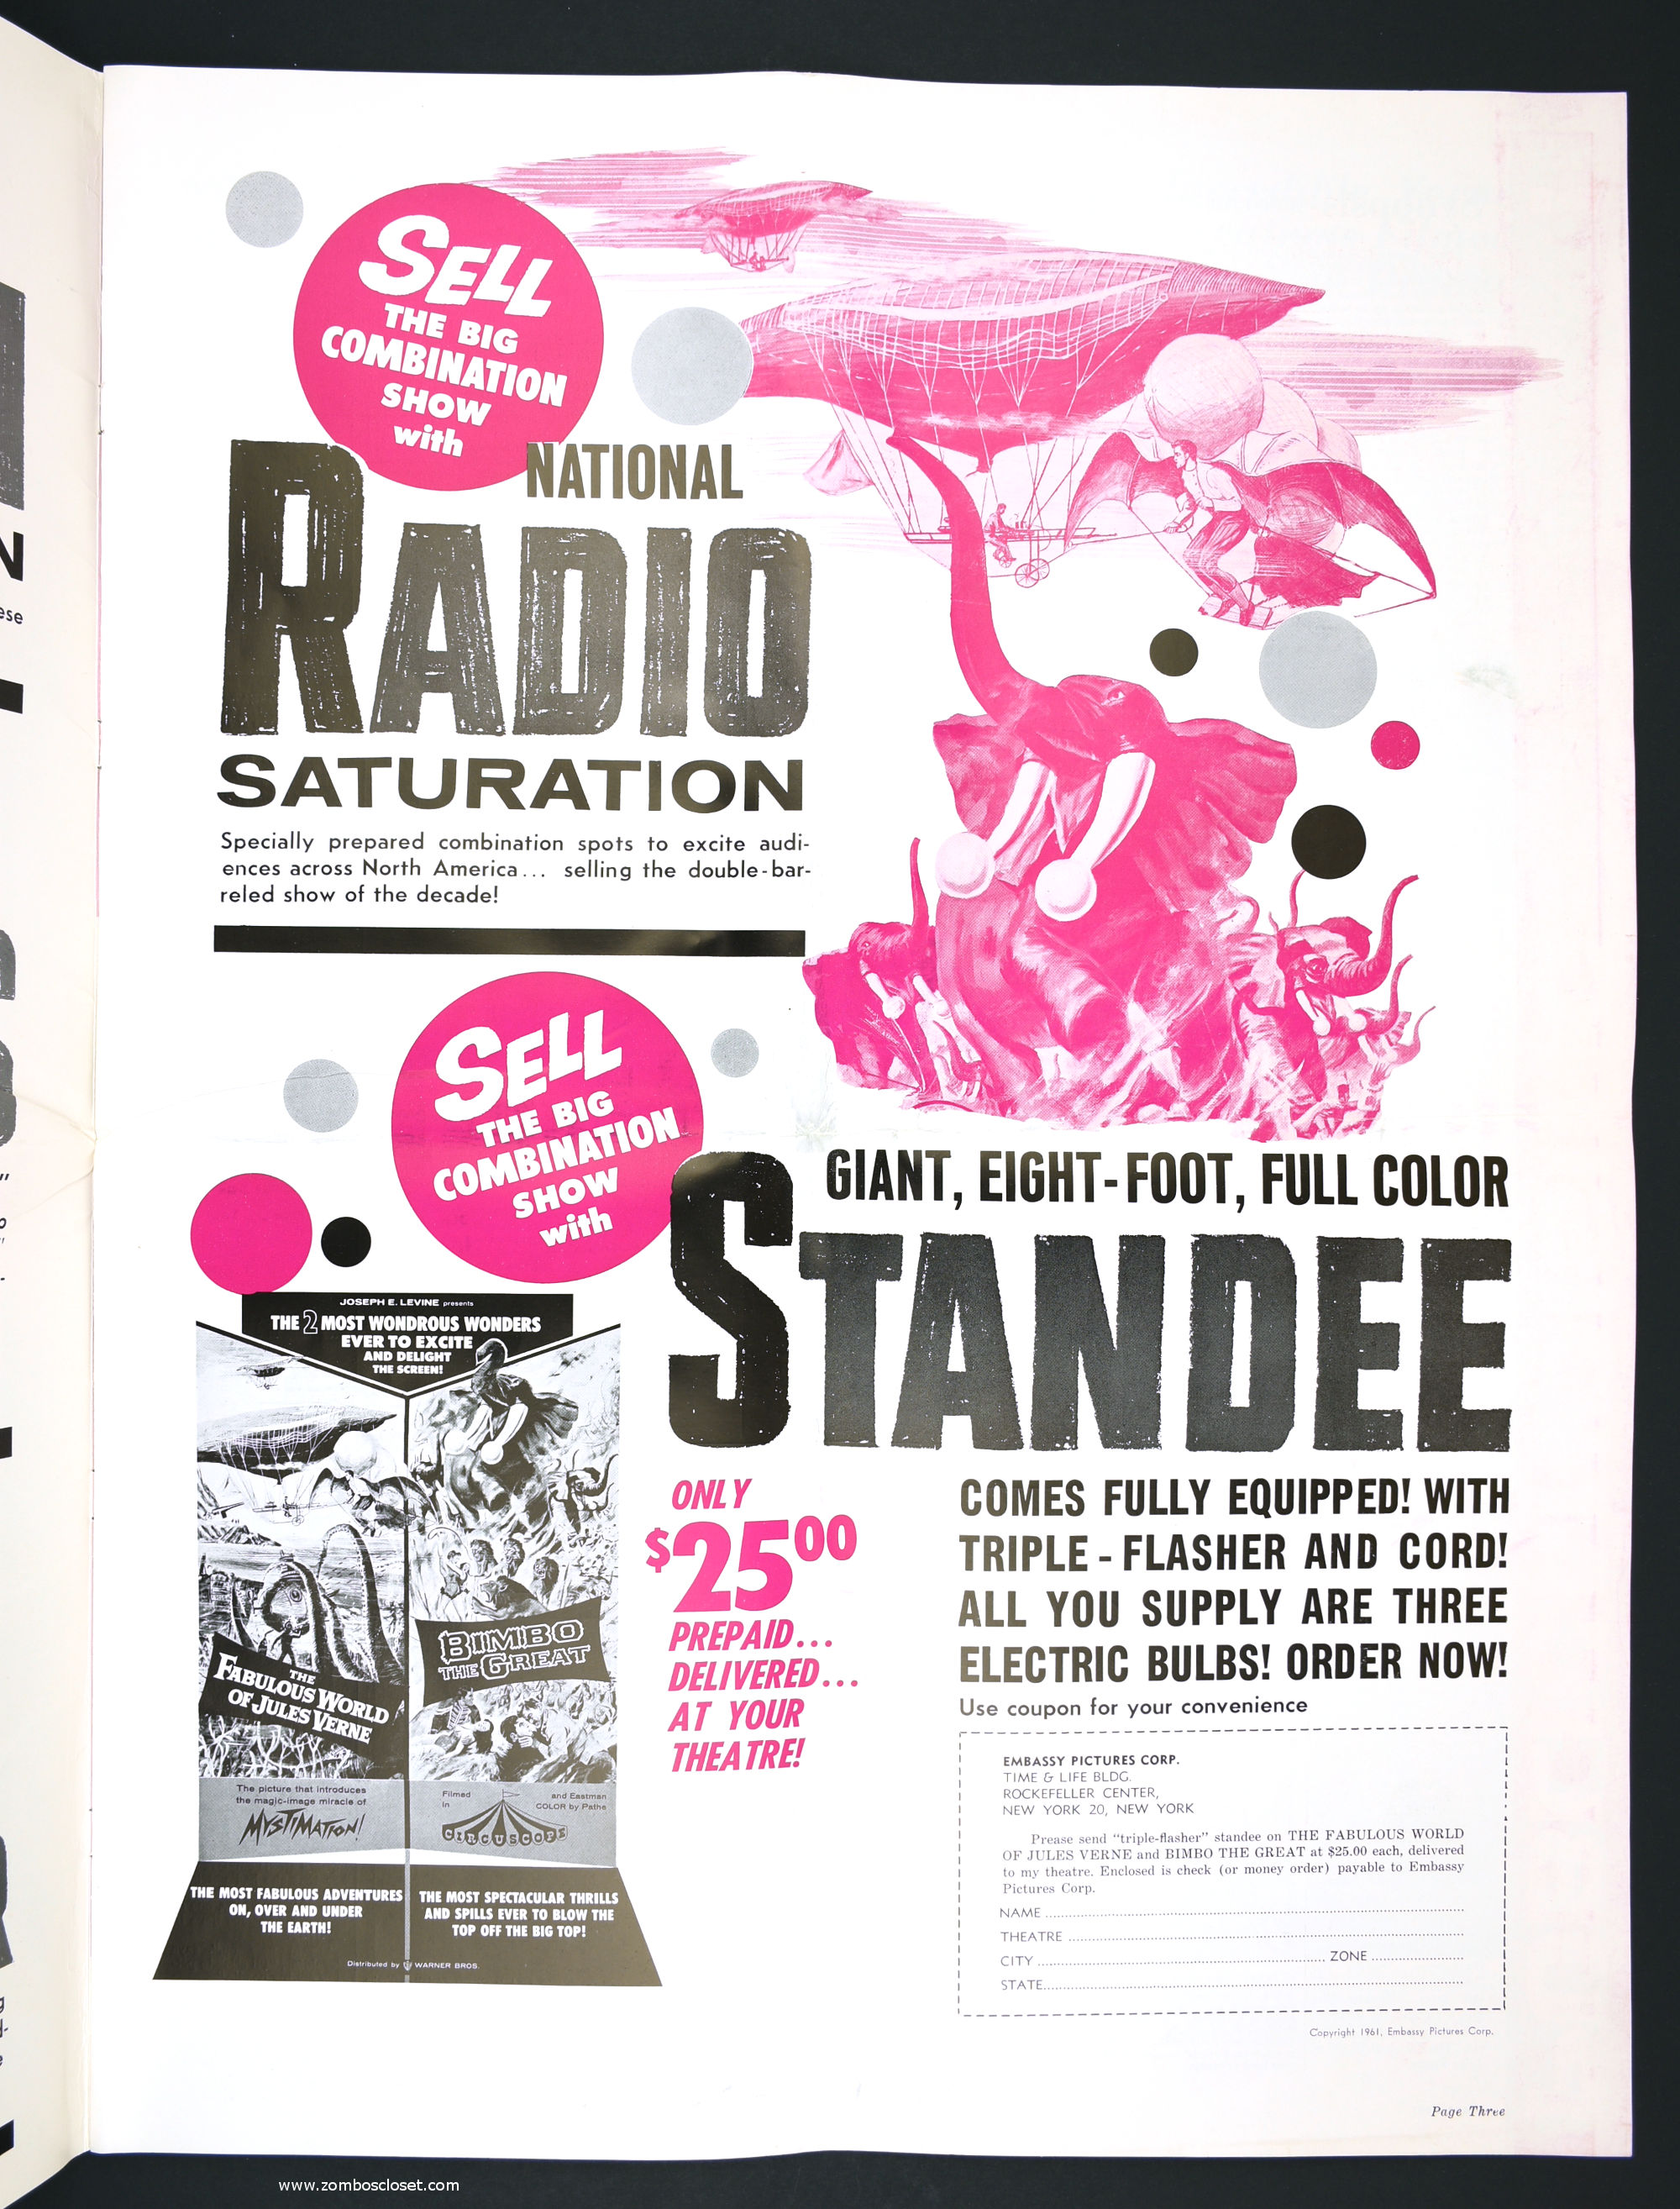 SELL
THE BIG
COMBINATION
SHOW
with
NATIONAL
RADIO
SATURATION
Specially prepared combination spots to excite audi-
ences across North America... selling the double-bar-
reled show of the decade!
SELL
THE BIG
COMBINATION
SHOW
with
GIANT, EIGHT-FOOT, FULL COLOR
STANDEE
JOSEPH E. LEVINE presents
THE 2 MOST WONDROUS WONDERS
EVER TO EXCITE
AND DELIGHT
THE SCREEN!
THE
FABULOUS WORLD
OF JULES VERNE
BIMBO
THE GREAT
The picture that introduces
the magic-image miracle of
MYSTIMATION!
Filmed
in
and Eastman
COLOR by Pathe
CIRCUSCOPE
THE MOST FABULOUS ADVENTURES
ON, OVER AND UNDER
THE EARTH!
THE MOST SPECTACULAR THRILLS
AND SPILLS EVER TO BLOW THE
TOP OFF THE BIG TOP!
Distributed by WARNER BROS.
ONLY
$25.00
PREPAID...
DELIVERED...
AT YOUR
THEATRE!
COMES FULLY EQUIPPED! WITH
TRIPLE-FLASHER AND CORD!
ALL YOU SUPPLY ARE THREE
ELECTRIC BULBS! ORDER NOW!
Use coupon for your convenience
EMBASSY PICTURES CORP.
TIME & LIFE BLDG.
ROCKEFELLER CENTER,
NEW YORK 20, NEW YORK
Prease send "triple-flasher" standee on THE FABULOUS WORLD
OF JULES VERNE and BIMBO THE GREAT at $25.00 each, delivered
to my theatre. Enclosed is check (or money order) payable to Embassy
Pictures Corp.
NAME
THEATRE
CITY ZONE
STATE
Copyright 1961, Embassy Pictures Corp.
Page Three
www.zomboscloset.com